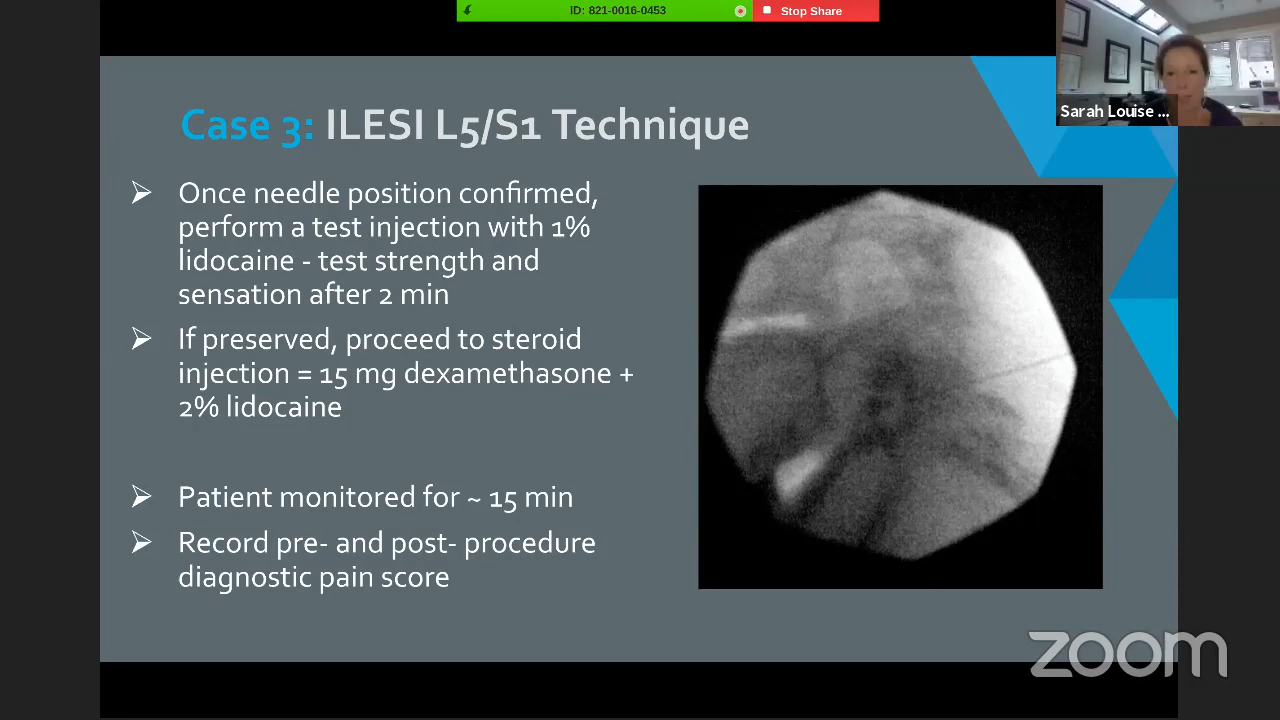 ID: 821-0016-0453
Stop Share
Sarah Louise ...
Case 3: ILESI L5/S1 Technique
Once needle position confirmed,
perform a test injection with 1%
lidocaine - test strength and
sensation after 2 min
If preserved, proceed to steroid
injection = 15 mg dexamethasone +
2% lidocaine
Patient monitored for ~ 15 min
Record pre- and post- procedure
diagnostic pain score
zoom